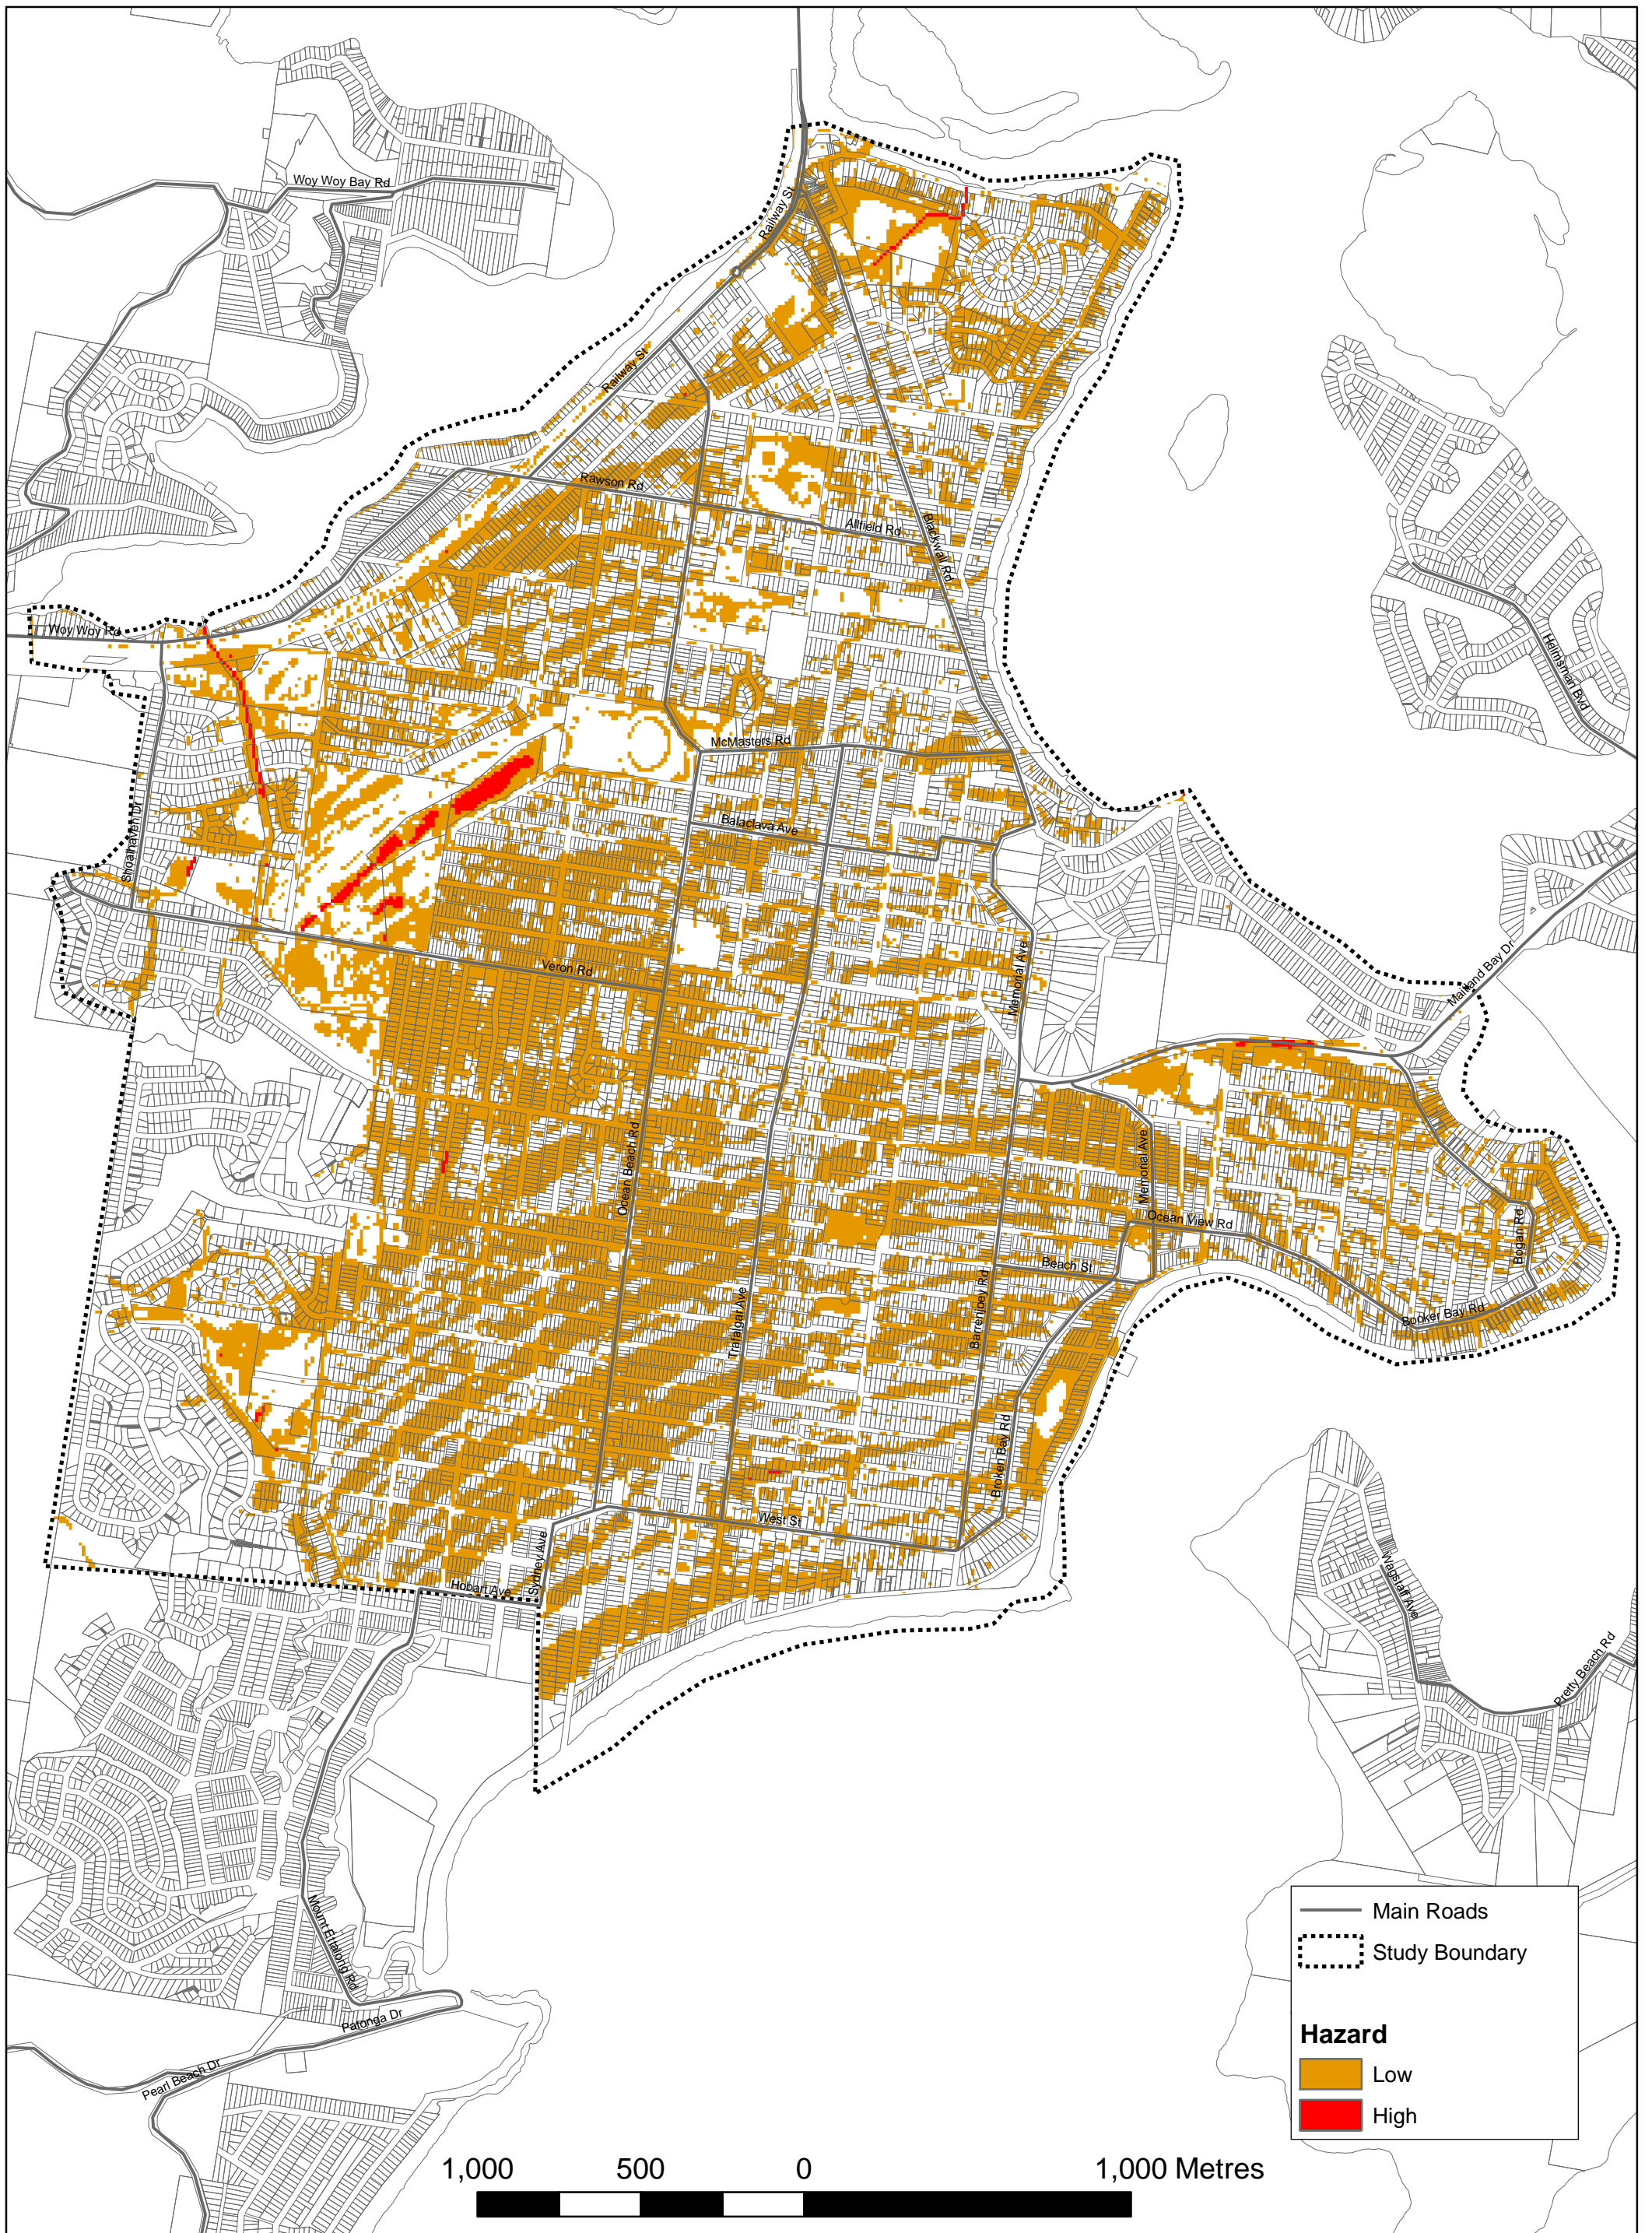 Woy Woy Bay Rd
Railway St
Railway St
Rawson Rd
Allfield Rd
Blackwall Rd
Woy Woy Rd
Helmsman Blvd
McMasters Rd
Balaclava Ave
Shoalhaven Dr
Veron Rd
Memorial Ave
Maitland Bay Dr
Ocean Beach Rd
Memorial Ave
Ocean View Rd
Bogan Rd
Beach St
Barrenjoey Rd
Trafalgar Ave
Booker Bay Rd
Broken Bay Rd
West St
Sydney Ave
Hobart Ave
Wagstaff Ave
Pretty Beach Rd
Mount Ettalong Rd
Patonga Dr
Pearl Beach Dr
Main Roads
Study Boundary
Hazard
Low
High
1,000 500 0 1,000 Metres